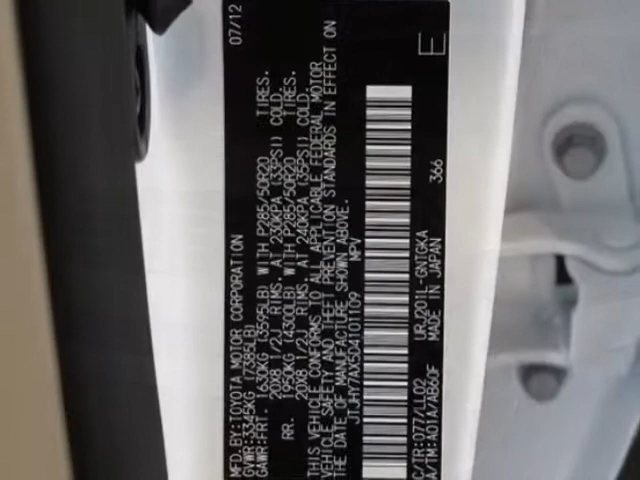 MFD.BY:TOYOTA MOTOR CORPORATION 07/12
GVWR:3345KG (7385LB)
GAWR:FRT. 1630KG (3595LB) WITH P285/50R20 TIRES.
20X8 1/2J RIMS. AT 230KPA (33PSI) COLD.
RR. 1950KG (4300LB) WITH P285/50R20 TIRES.
20X8 1/2J RIMS. AT 240KPA (35PSI) COLD.
THIS VEHICLE CONFORMS TO ALL APPLICABLE FEDERAL MOTOR
VEHICLE SAFETY AND THEFT PREVENTION STANDARDS IN EFFECT ON
THE DATE OF MANUFACTURE SHOWN ABOVE.
JTJHY7AX5D4101109 MPV E
C/TR:077/LC02 URJ201L-GNTGKA 366
A/TM:A01A/AB60F MADE IN JAPAN